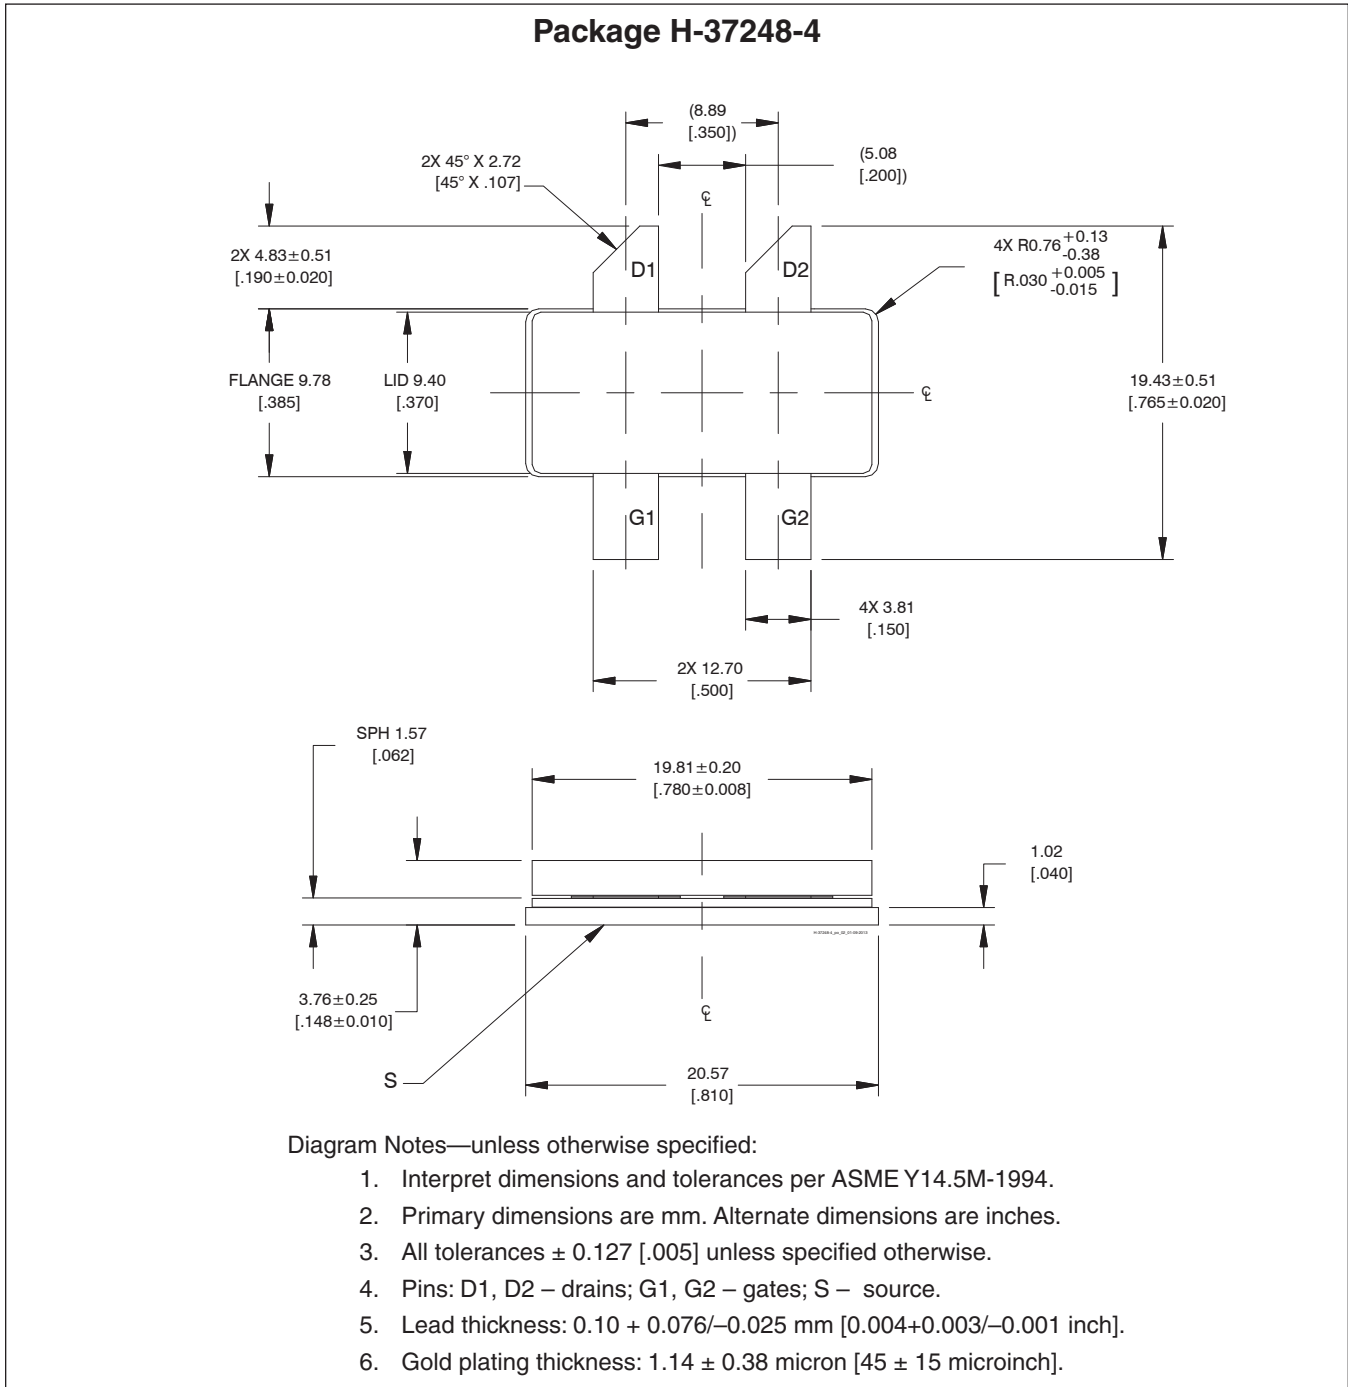 Package H-37248-4
(8.89
[.350])
2X 45° X 2.72
[45° X .107]
(5.08
[.200])
℄
2X 4.83±0.51
[.190±0.020]
D1
D2
4X R0.76 +0.13
-0.38
[ R.030 +0.005 ]
-0.015
FLANGE 9.78
[.385]
LID 9.40
[.370]
℄
19.43±0.51
[.765±0.020]
G1
G2
4X 3.81
[.150]
2X 12.70
[.500]
SPH 1.57
[.062]
19.81±0.20
[.780±0.008]
1.02
[.040]
3.76±0.25
[.148±0.010]
℄
S
20.57
[.810]
Diagram Notes—unless otherwise specified:
1. Interpret dimensions and tolerances per ASME Y14.5M-1994.
2. Primary dimensions are mm. Alternate dimensions are inches.
3. All tolerances ± 0.127 [.005] unless specified otherwise.
4. Pins: D1, D2 – drains; G1, G2 – gates; S – source.
5. Lead thickness: 0.10 + 0.076/–0.025 mm [0.004+0.003/–0.001 inch].
6. Gold plating thickness: 1.14 ± 0.38 micron [45 ± 15 microinch].